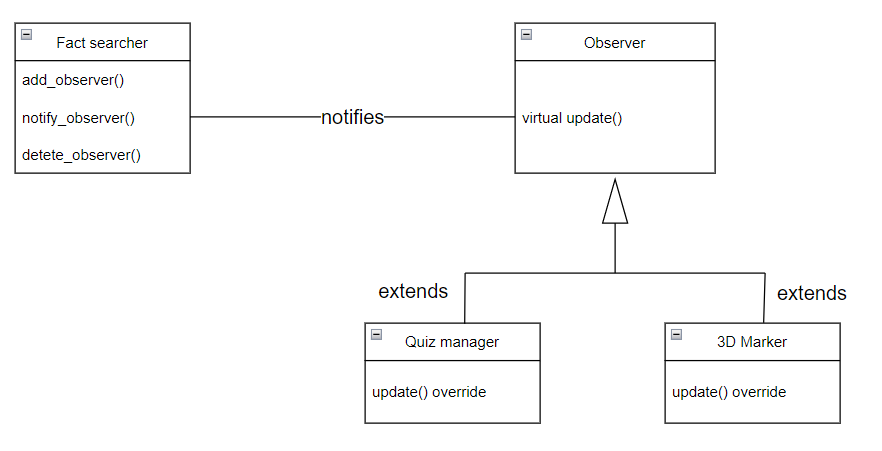 Fact searcher
add_observer()
notify_observer()
detete_observer()
notifies
Observer
virtual update()
extends
extends
Quiz manager
update() override
3D Marker
update() override